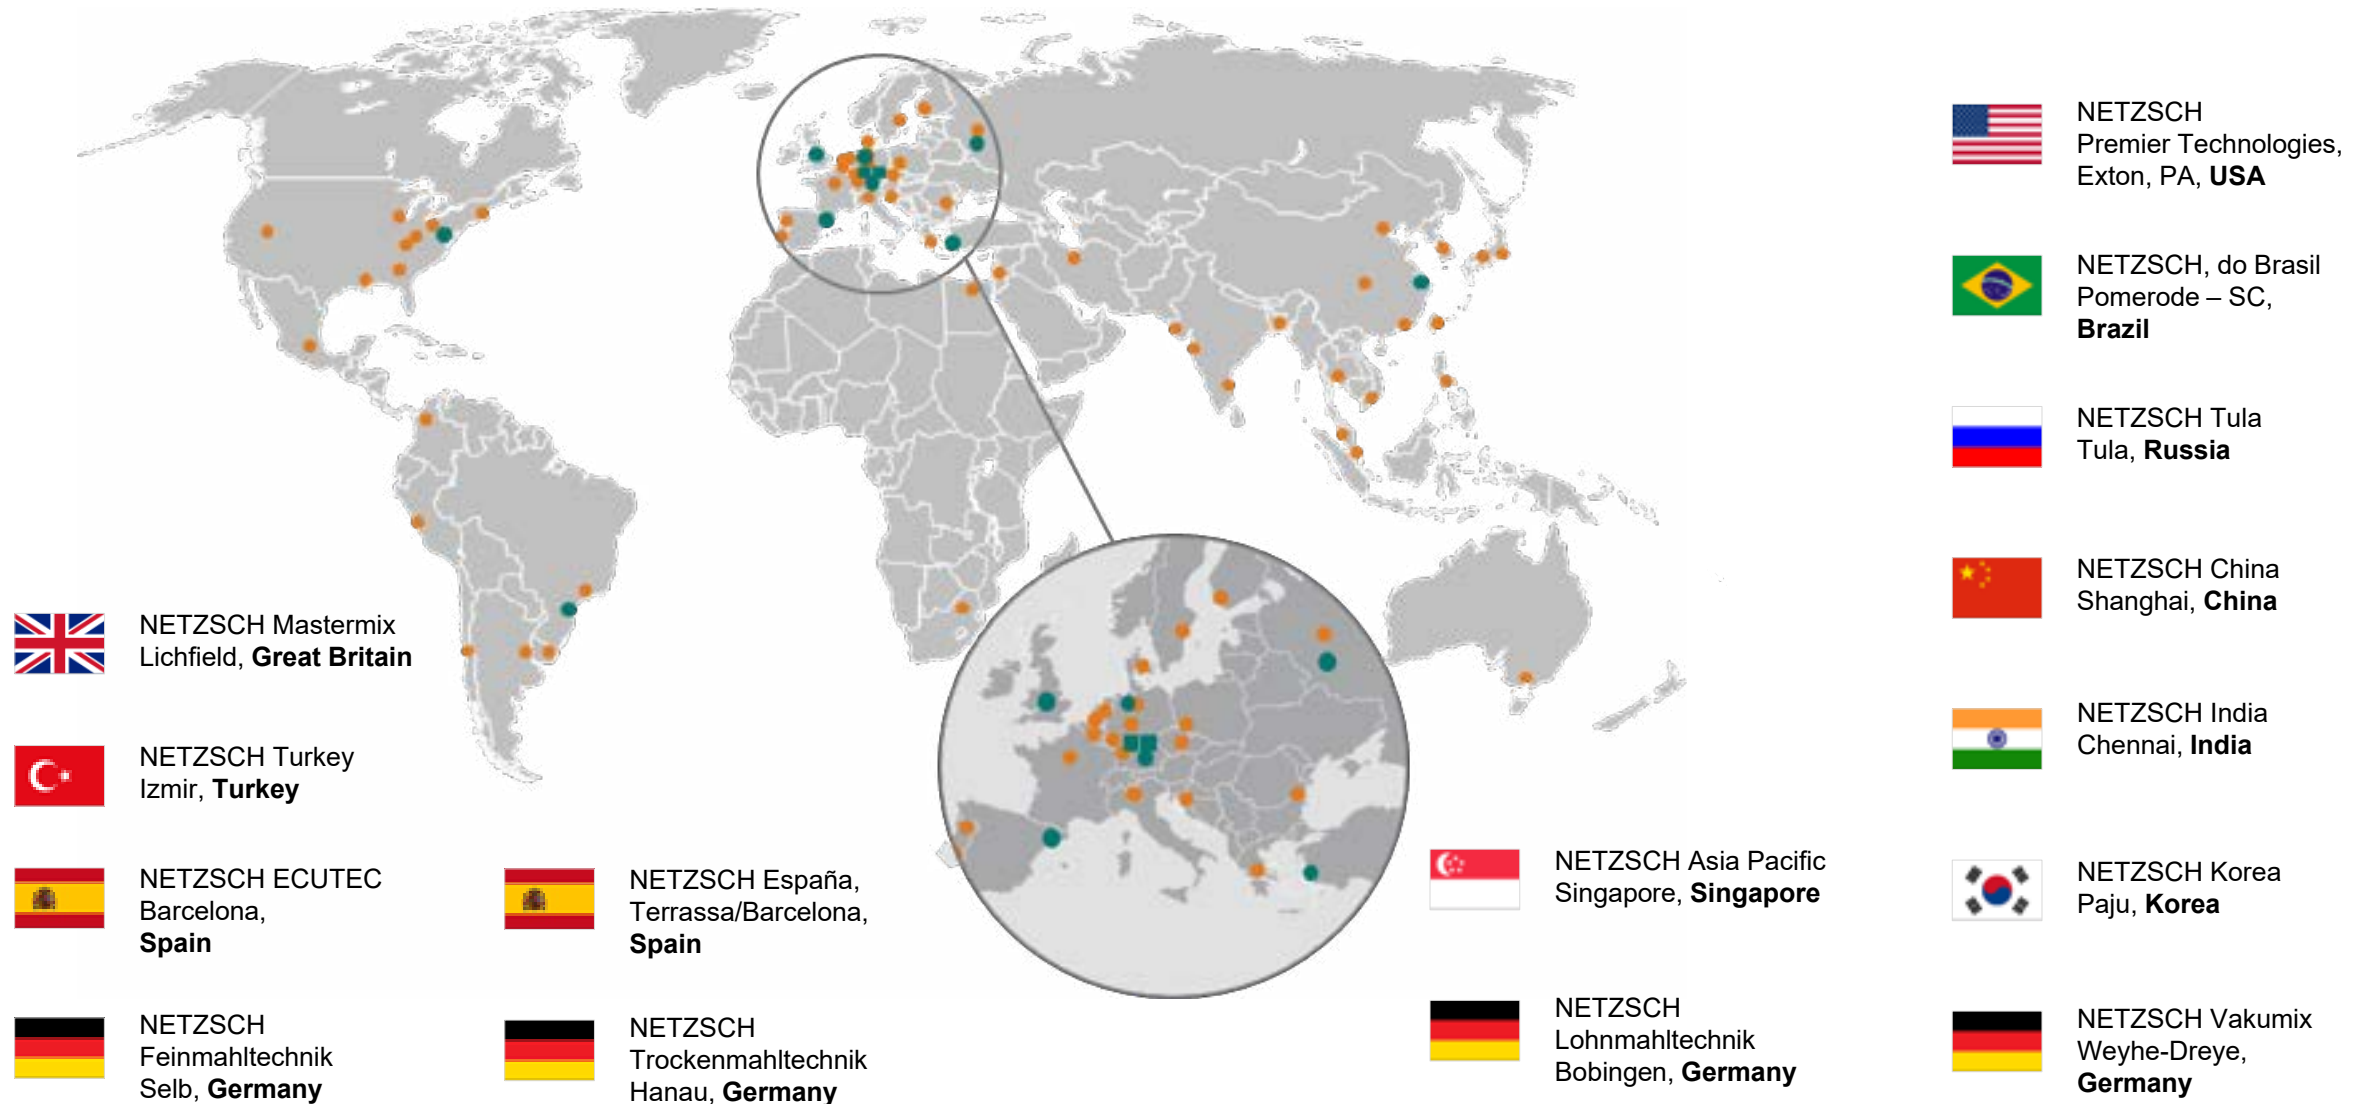 NETZSCH
Premier Technologies,
Exton, PA, USA
NETZSCH, do Brasil
Pomerode – SC,
Brazil
NETZSCH Tula
Tula, Russia
NETZSCH China
Shanghai, China
NETZSCH India
Chennai, India
NETZSCH Korea
Paju, Korea
NETZSCH Vakumix
Weyhe-Dreye,
Germany
NETZSCH Mastermix
Lichfield, Great Britain
NETZSCH Turkey
Izmir, Turkey
NETZSCH ECUTEC
Barcelona,
Spain
NETZSCH España,
Terrassa/Barcelona,
Spain
NETZSCH Asia Pacific
Singapore, Singapore
NETZSCH
Feinmahltechnik
Selb, Germany
NETZSCH
Trockenmahltechnik
Hanau, Germany
NETZSCH
Lohnmahltechnik
Bobingen, Germany